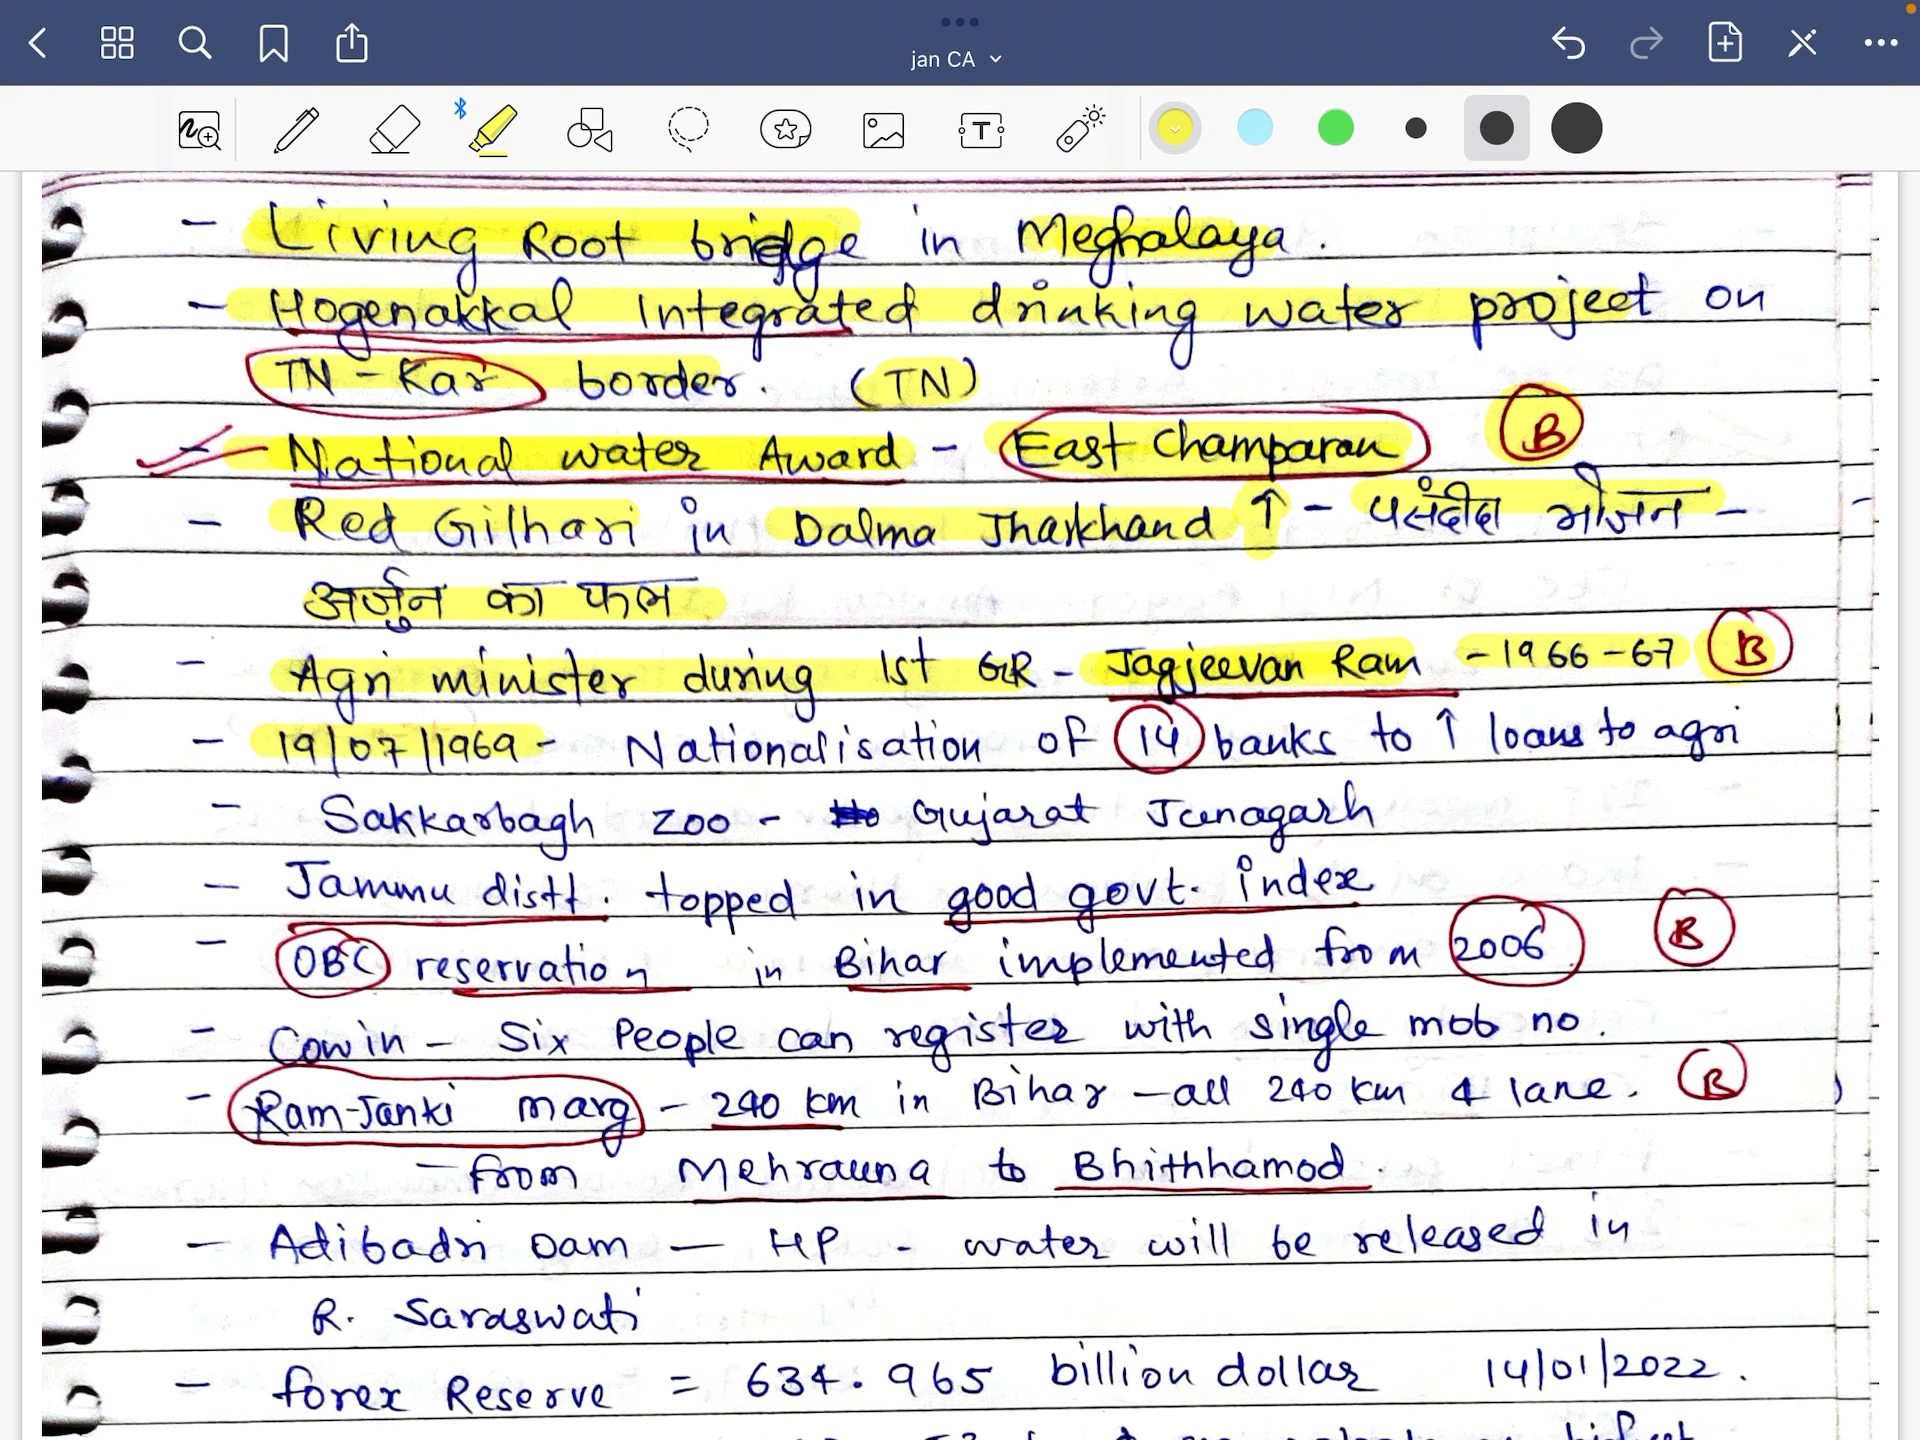 jan CA
T
- Living Root bridge in Meghalaya.
- Hogenakkal Integrated drinking water project on
TN-Kar border. (TN)
- National water Award - East Champaran B
- Red Gilhari in Dalma Jharkhand ↑ - पसंदीदा भोजन -
अर्जुन का फल
- Agri minister during 1st GR - Jagjeevan Ram - 1966-67 B
- 19/07/1969 - Nationalisation of 14 banks to ↑ loans to agri
- Sakkarbagh Zoo - Gujarat Junagarh
- Jammu distt. topped in good govt. index
- OBC reservation in Bihar implemented from 2006 B
- Cowin - Six People can register with single mob no.
- Ram-Janki marg - 240 km in Bihar - all 240 km 4 lane. B
- from Mehrauna to Bhithhamod.
- Adibadri Dam - HP - water will be released in
R. Saraswati
- forex Reserve = 634.965 billion dollar 14/01/2022.